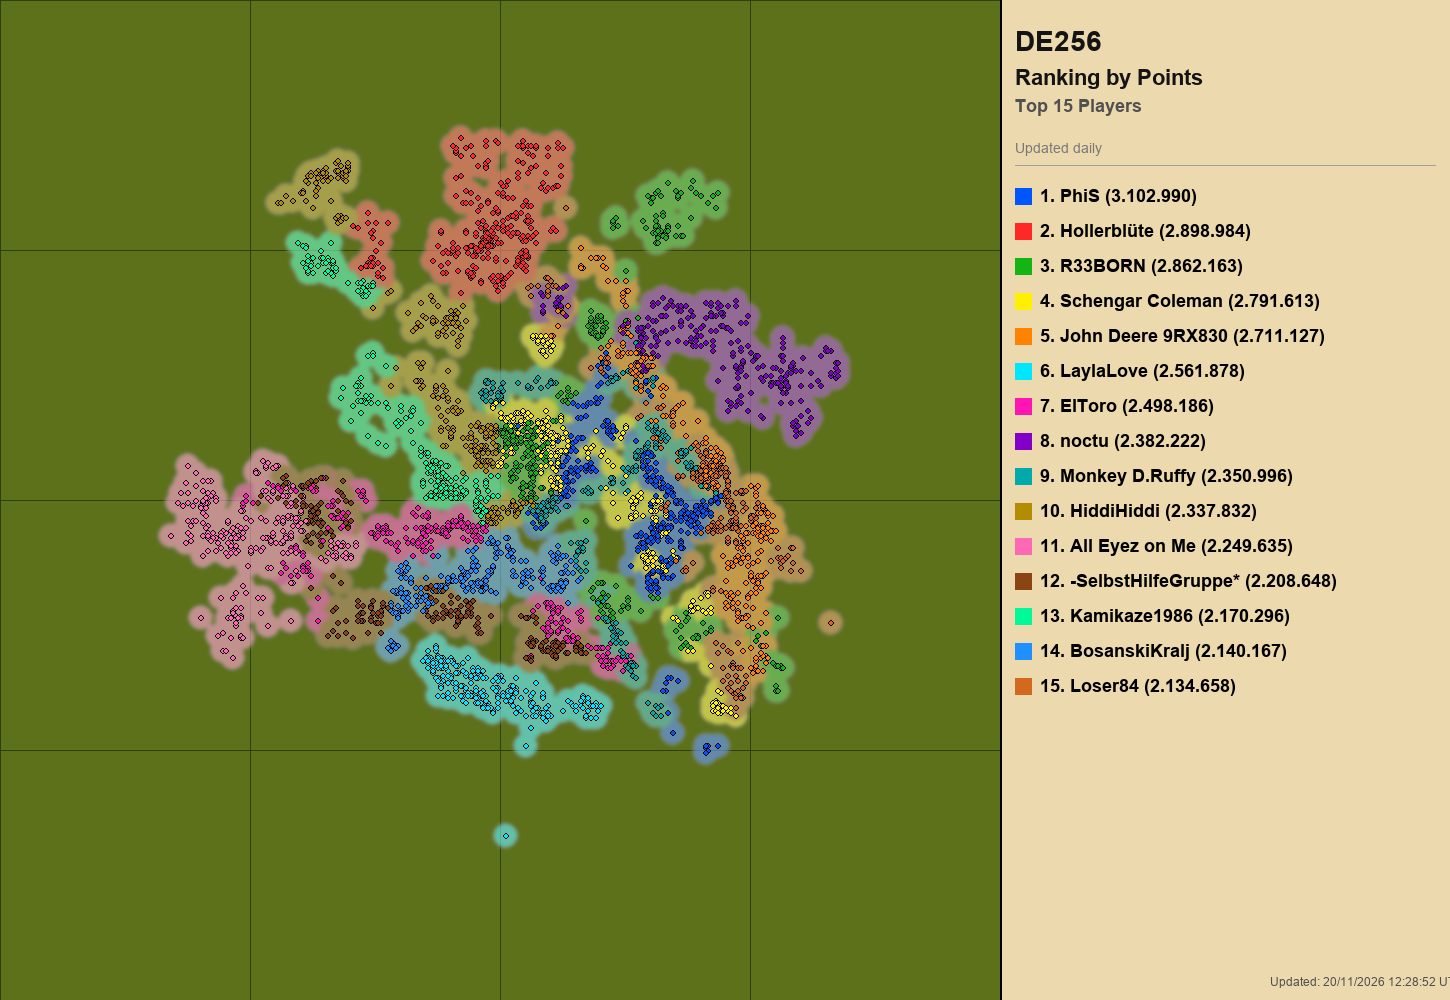 DE256
Ranking by Points
Top 15 Players
Updated daily
1. PhiS (3.102.990)
2. Hollerblüte (2.898.984)
3. R33BORN (2.862.163)
4. Schengar Coleman (2.791.613)
5. John Deere 9RX830 (2.711.127)
6. LaylaLove (2.561.878)
7. ElToro (2.498.186)
8. noctu (2.382.222)
9. Monkey D.Ruffy (2.350.996)
10. HiddiHiddi (2.337.832)
11. All Eyez on Me (2.249.635)
12. -SelbstHilfeGruppe* (2.208.648)
13. Kamikaze1986 (2.170.296)
14. BosanskiKralj (2.140.167)
15. Loser84 (2.134.658)
Updated: 20/11/2026 12:28:52 U